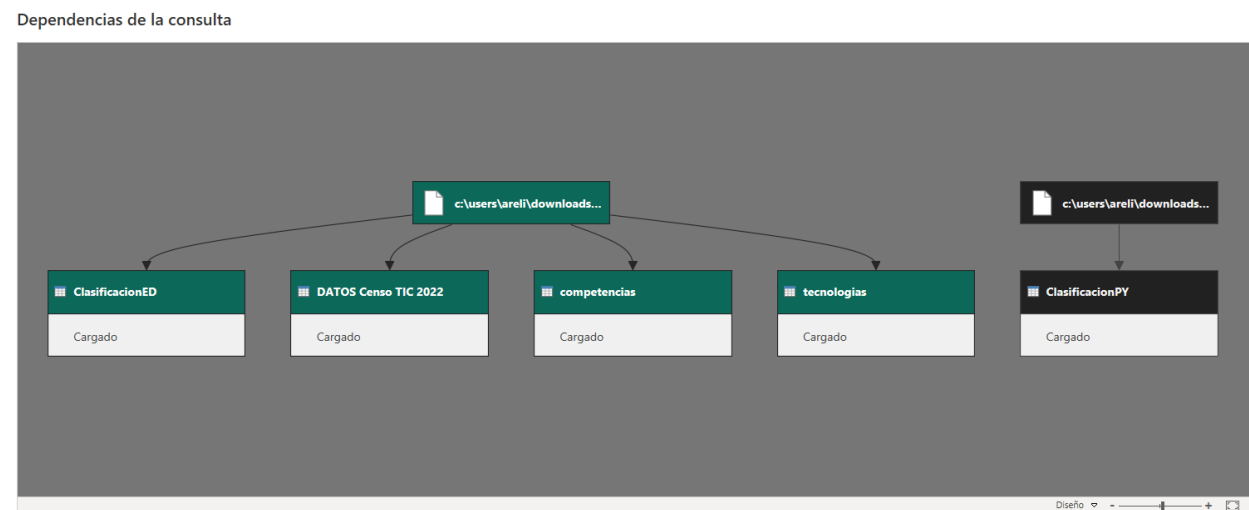 Dependencias de la consulta
c:\users\areli\downloads...
c:\users\areli\downloads...
ClasificacionED
DATOS Censo TIC 2022
competencias
tecnologias
ClasificacionPY
Cargado
Cargado
Cargado
Cargado
Cargado
Diseño